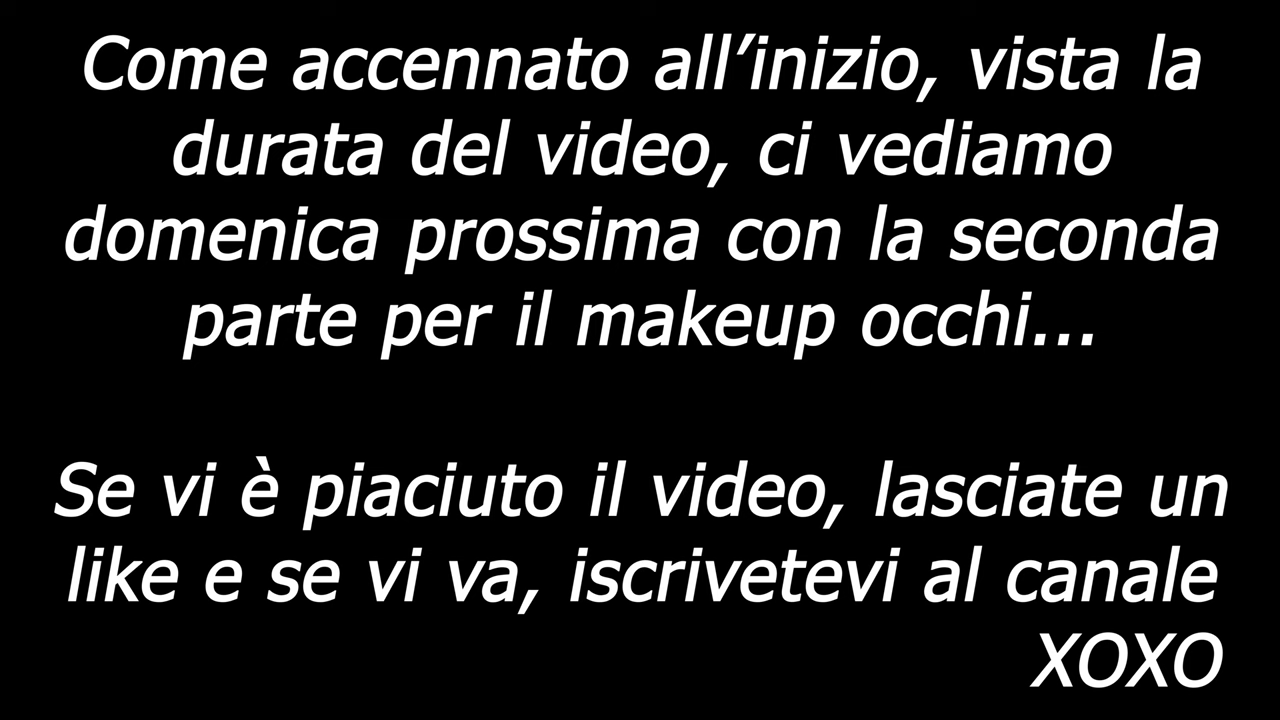 Come accennato all’inizio, vista la
durata del video, ci vediamo
domenica prossima con la seconda
parte per il makeup occhi...
Se vi è piaciuto il video, lasciate un
like e se vi va, iscrivetevi al canale
XOXO